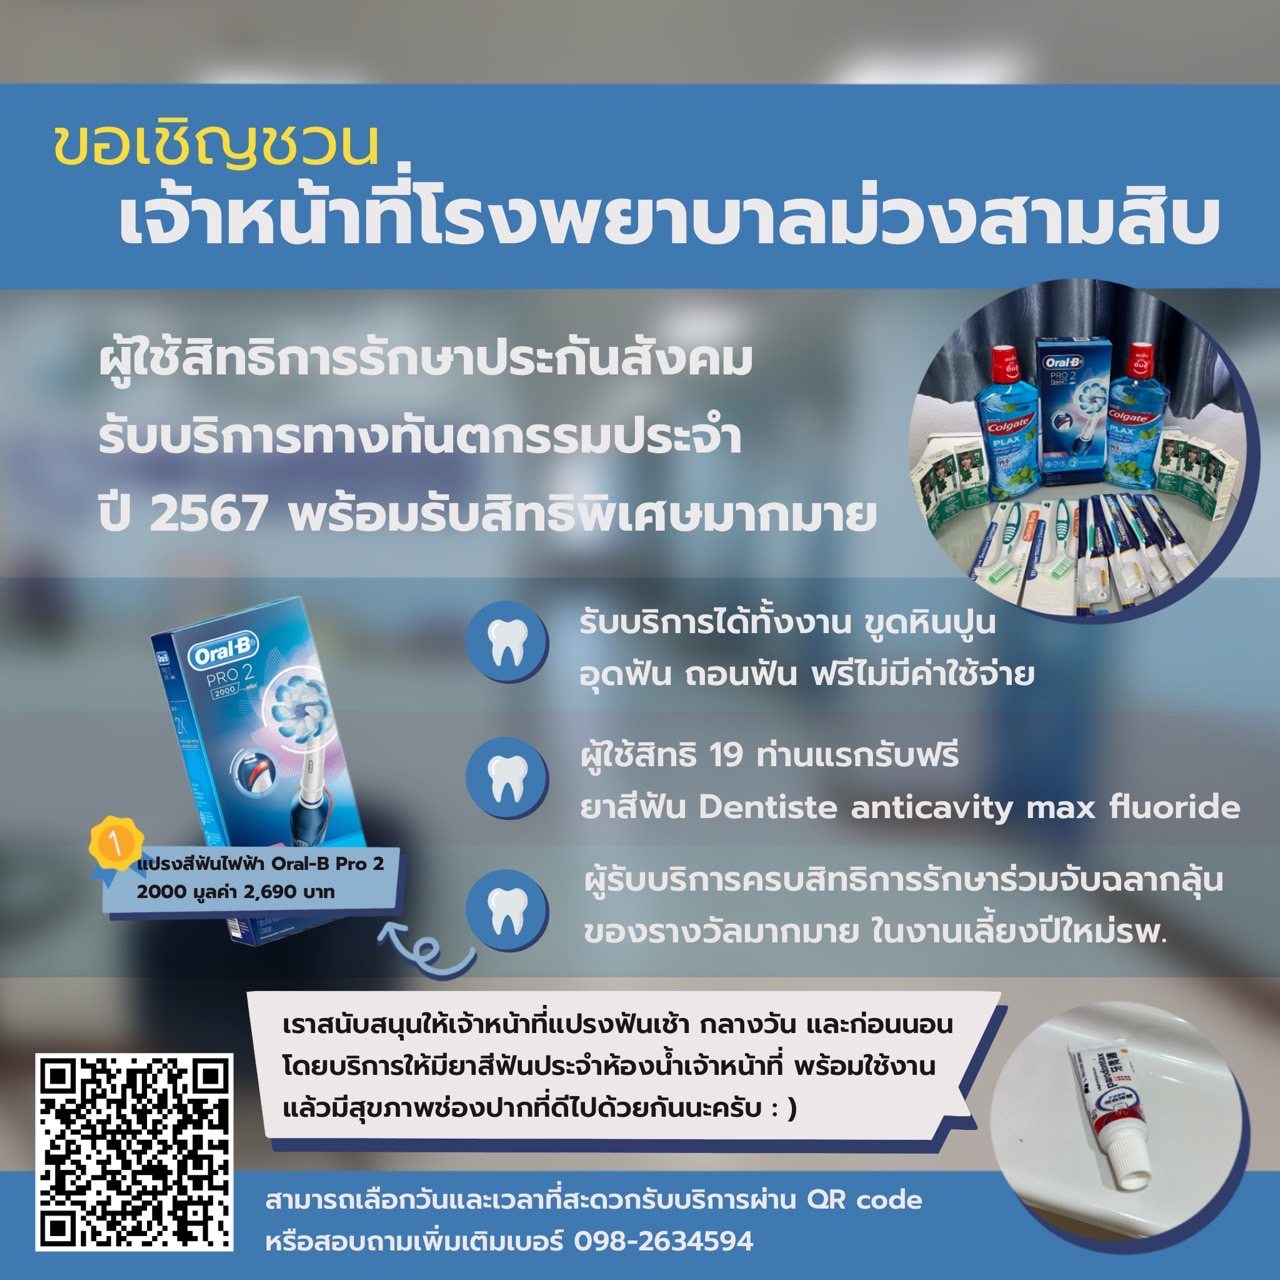 ขอเชิญชวน
เจ้าหน้าที่โรงพยาบาลม่วงสามสิบ
ผู้ใช้สิทธิการรักษาประกันสังคม
รับบริการทางทันตกรรมประจำ
ปี 2567 พร้อมรับสิทธิพิเศษมากมาย
Oral-B
PRO 2
Colgate
PLAX
Colgate
PLAX
รับบริการได้ทั้งงาน ขูดหินปูน
อุดฟัน ถอนฟัน ฟรีไม่มีค่าใช้จ่าย
Oral-B
PRO 2
2000
2X
ผู้ใช้สิทธิ 19 ท่านแรกรับฟรี
ยาสีฟัน Dentiste anticavity max fluoride
1
แปรงสีฟันไฟฟ้า Oral-B Pro 2
2000 มูลค่า 2,690 บาท
ผู้รับบริการครบสิทธิการรักษาร่วมจับฉลากลุ้น
ของรางวัลมากมาย ในงานเลี้ยงปีใหม่รพ.
เราสนับสนุนให้เจ้าหน้าที่แปรงฟันเช้า กลางวัน และก่อนนอน
โดยบริการให้มียาสีฟันประจำห้องน้ำเจ้าหน้าที่ พร้อมใช้งาน
แล้วมีสุขภาพช่องปากที่ดีไปด้วยกันนะครับ : )
สามารถเลือกวันและเวลาที่สะดวกรับบริการผ่าน QR code
หรือสอบถามเพิ่มเติมเบอร์ 098-2634594